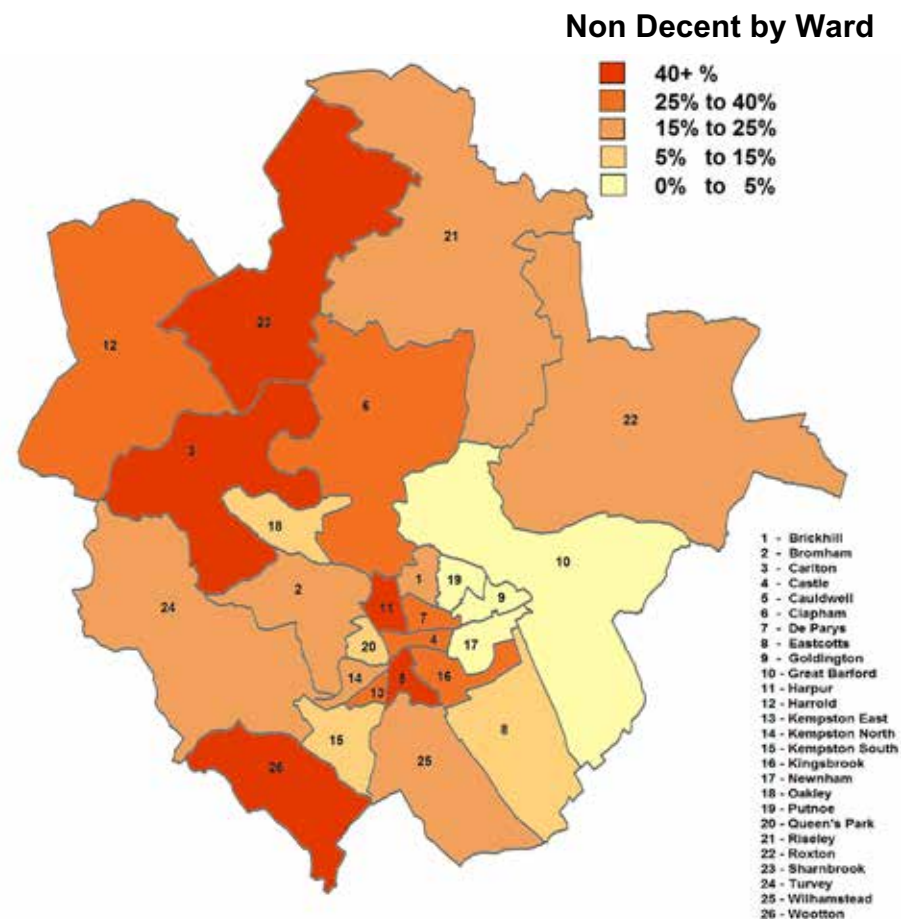 Non Decent by Ward
40+ %
25% to 40%
15% to 25%
5% to 15%
0% to 5%
21
23
12
6
22
3
18
10
1
19
2
9
24
11
7
4
17
20
14
5
16
13
8
15
25
26
1 - Brickhill
2 - Bromham
3 - Carlton
4 - Castle
5 - Cauldwell
6 - Clapham
7 - De Parys
8 - Eastcotts
9 - Goldington
10 - Great Barford
11 - Harpur
12 - Harrold
13 - Kempston East
14 - Kempston North
15 - Kempston South
16 - Kingsbrook
17 - Newnham
18 - Oakley
19 - Putnoe
20 - Queen's Park
21 - Riseley
22 - Roxton
23 - Sharnbrook
24 - Turvey
25 - Wilhamstead
26 - Wootton